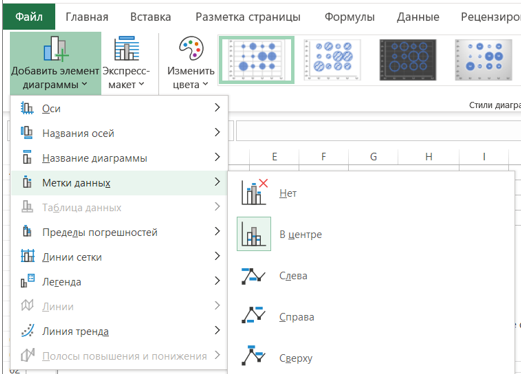 Файл Главная Вставка Разметка страницы Формулы Данные Рецензиро
Добавить элемент диаграммы
Экспресс-макет
Изменить цвета
Стили диагра
Оси
Названия осей
Название диаграммы
Метки данных
Таблица данных
Пределы погрешностей
Линии сетки
Легенда
Линии
Линия тренда
Полосы повышения и понижения
E F G H I
Нет
В центре
Слева
Справа
Сверху